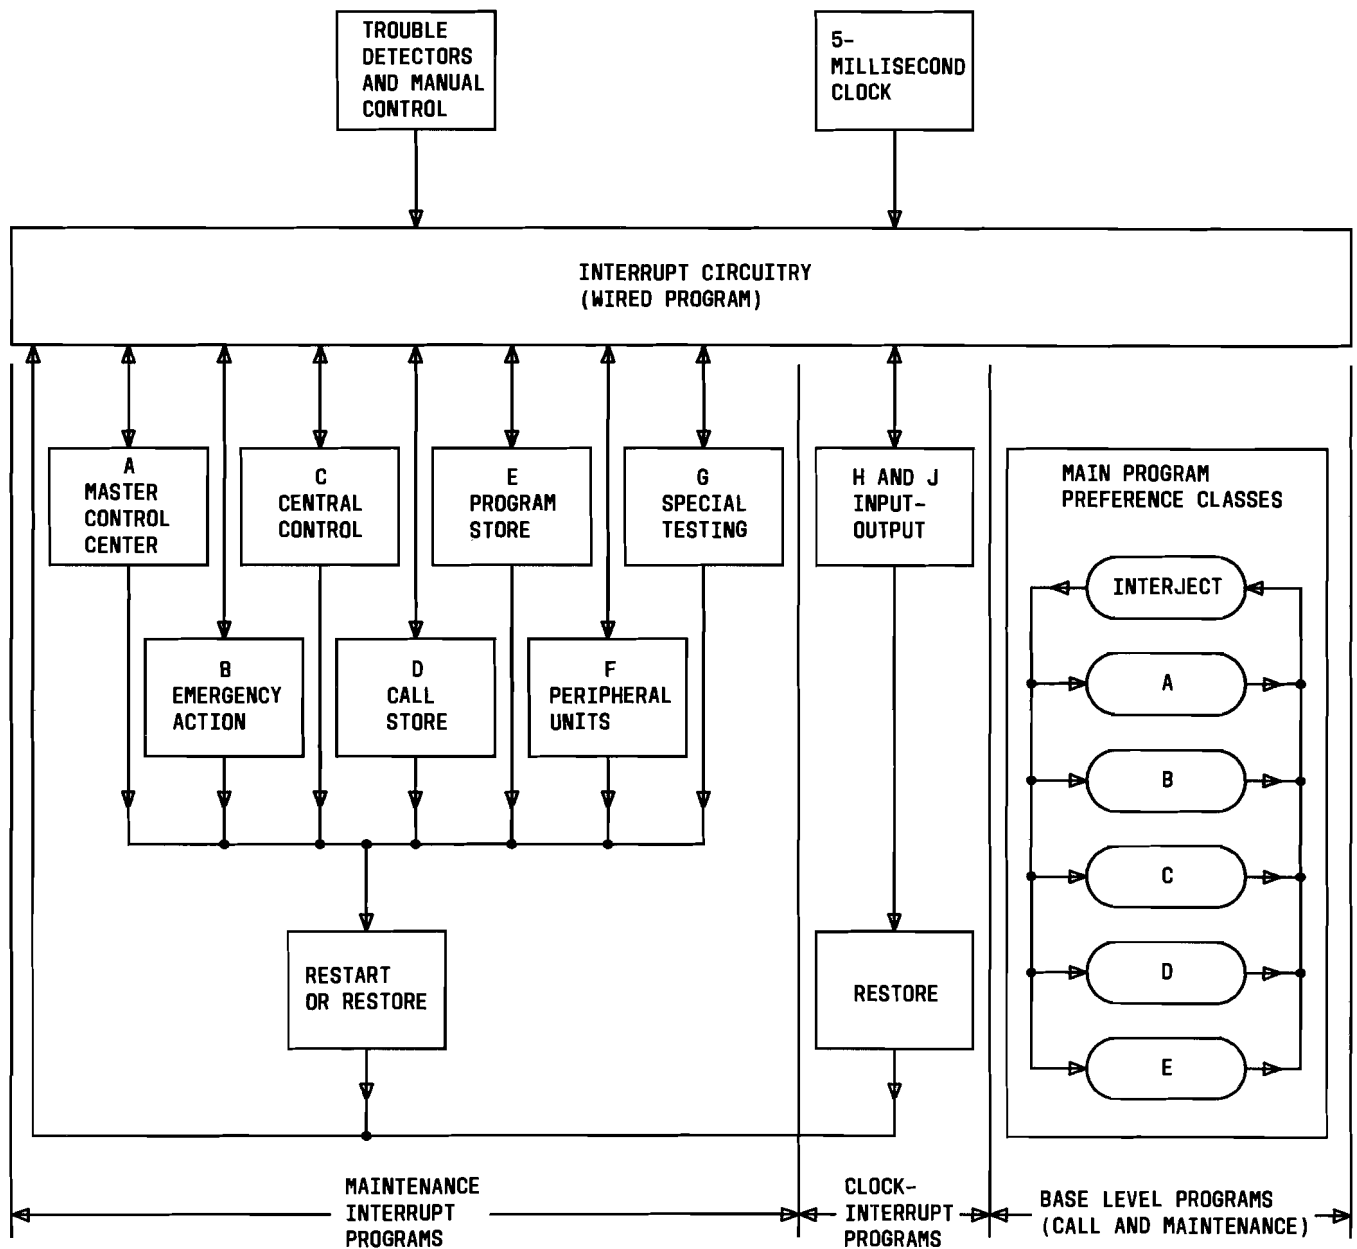 TROUBLE
DETECTORS
AND MANUAL
CONTROL
5-
MILLISECOND
CLOCK
INTERRUPT CIRCUITRY
(WIRED PROGRAM)
A
MASTER
CONTROL
CENTER
C
CENTRAL
CONTROL
E
PROGRAM
STORE
G
SPECIAL
TESTING
H AND J
INPUT-
OUTPUT
B
EMERGENCY
ACTION
D
CALL
STORE
F
PERIPHERAL
UNITS
RESTART
OR RESTORE
RESTORE
MAIN PROGRAM
PREFERENCE CLASSES
INTERJECT
A
B
C
D
E
MAINTENANCE
INTERRUPT
PROGRAMS
CLOCK-
INTERRUPT
PROGRAMS
BASE LEVEL PROGRAMS
(CALL AND MAINTENANCE)